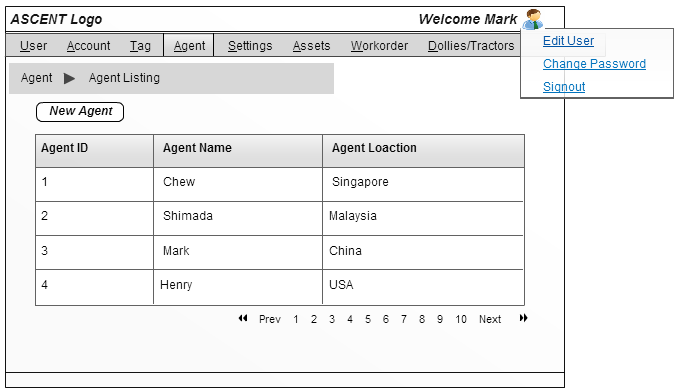 ASCENT Logo Welcome Mark
User Account Tag Agent Settings Assets Workorder Dollies/Tractors
Edit User
Change Password
Signout
Agent Agent Listing
New Agent
Agent ID Agent Name Agent Loaction
1 Chew Singapore
2 Shimada Malaysia
3 Mark China
4 Henry USA
Prev 1 2 3 4 5 6 7 8 9 10 Next